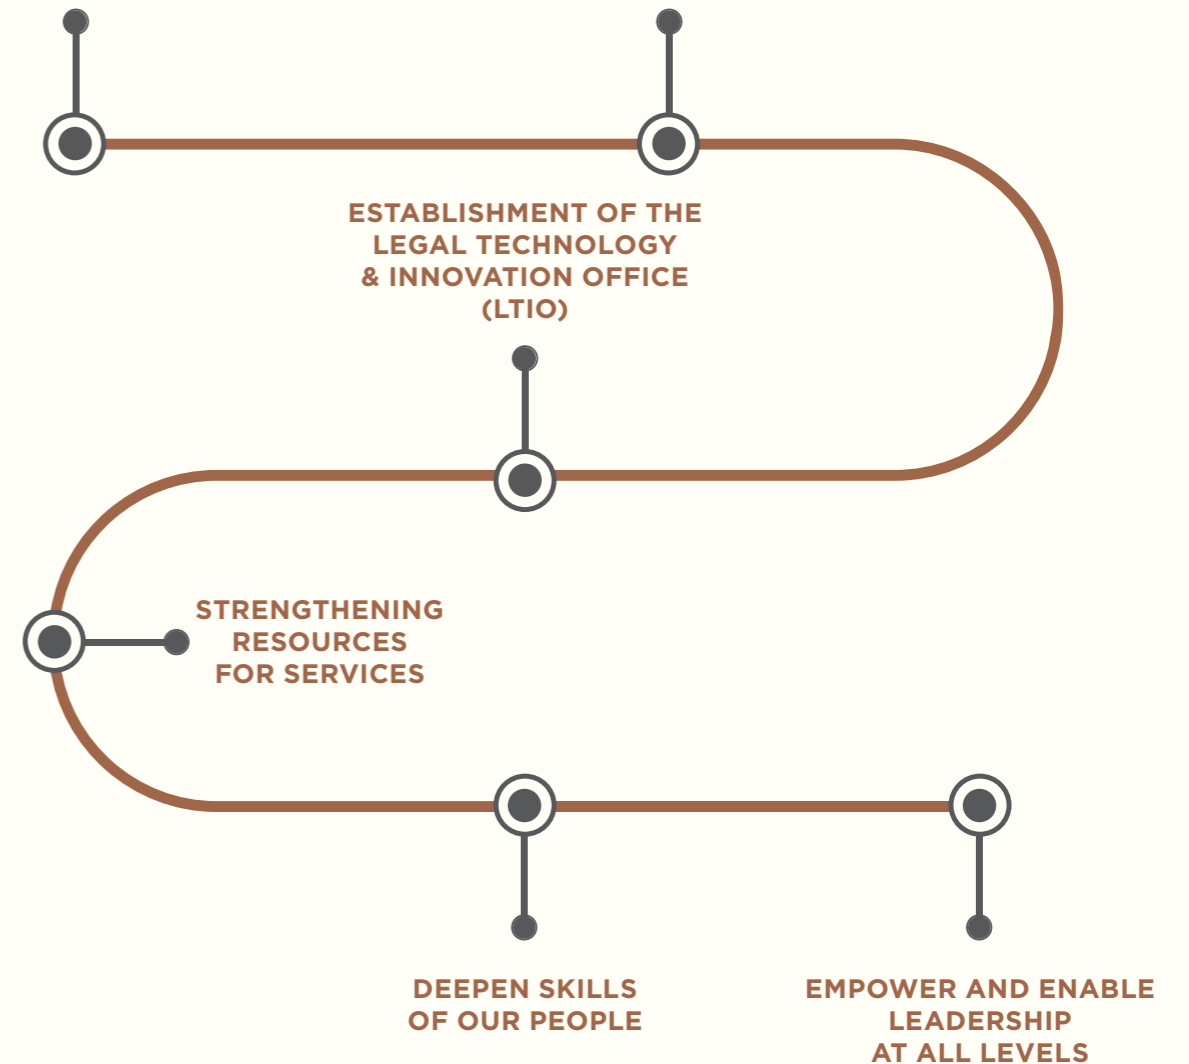 ESTABLISHMENT OF THE
LEGAL TECHNOLOGY
& INNOVATION OFFICE
(LTIO)
STRENGTHENING
RESOURCES
FOR SERVICES
DEEPEN SKILLS
OF OUR PEOPLE
EMPOWER AND ENABLE
LEADERSHIP
AT ALL LEVELS